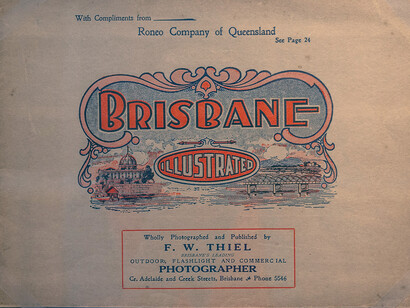 With Compliments from
Roneo Company of Queensland
See Page 24
BRISBANE
ILLUSTRATED
Wholly Photographed and Published by
F. W. THIEL
BRISBANE'S LEADING
OUTDOOR, FLASHLIGHT AND COMMERCIAL
PHOTOGRAPHER
Cr. Adelaide and Creek Streets, Brisbane Phone 5546